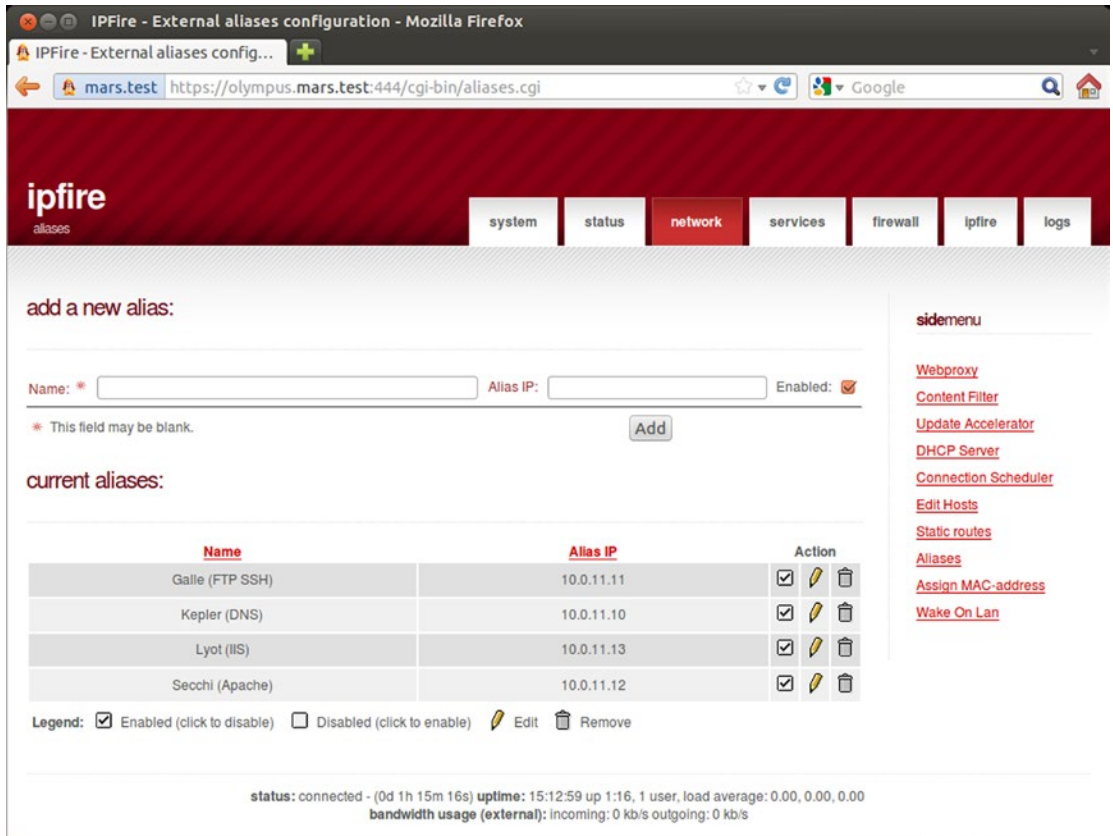 IPFire - External aliases configuration - Mozilla Firefox
IPFire - External aliases config...
mars.test https://olympus.mars.test:444/cgi-bin/aliases.cgi Google
ipfire
aliases
system status network services firewall ipfire logs
add a new alias:
Name: * Alias IP: Enabled:
* This field may be blank. Add
current aliases:
Name Alias IP Action
Galle (FTP SSH) 10.0.11.11
Kepler (DNS) 10.0.11.10
Lyot (IIS) 10.0.11.13
Secchi (Apache) 10.0.11.12
Legend: Enabled (click to disable) Disabled (click to enable) Edit Remove
sidemenu
Webproxy
Content Filter
Update Accelerator
DHCP Server
Connection Scheduler
Edit Hosts
Static routes
Aliases
Assign MAC-address
Wake On Lan
status: connected - (0d 1h 15m 16s) uptime: 15:12:59 up 1:16, 1 user, load average: 0.00, 0.00, 0.00
bandwidth usage (external): incoming: 0 kb/s outgoing: 0 kb/s